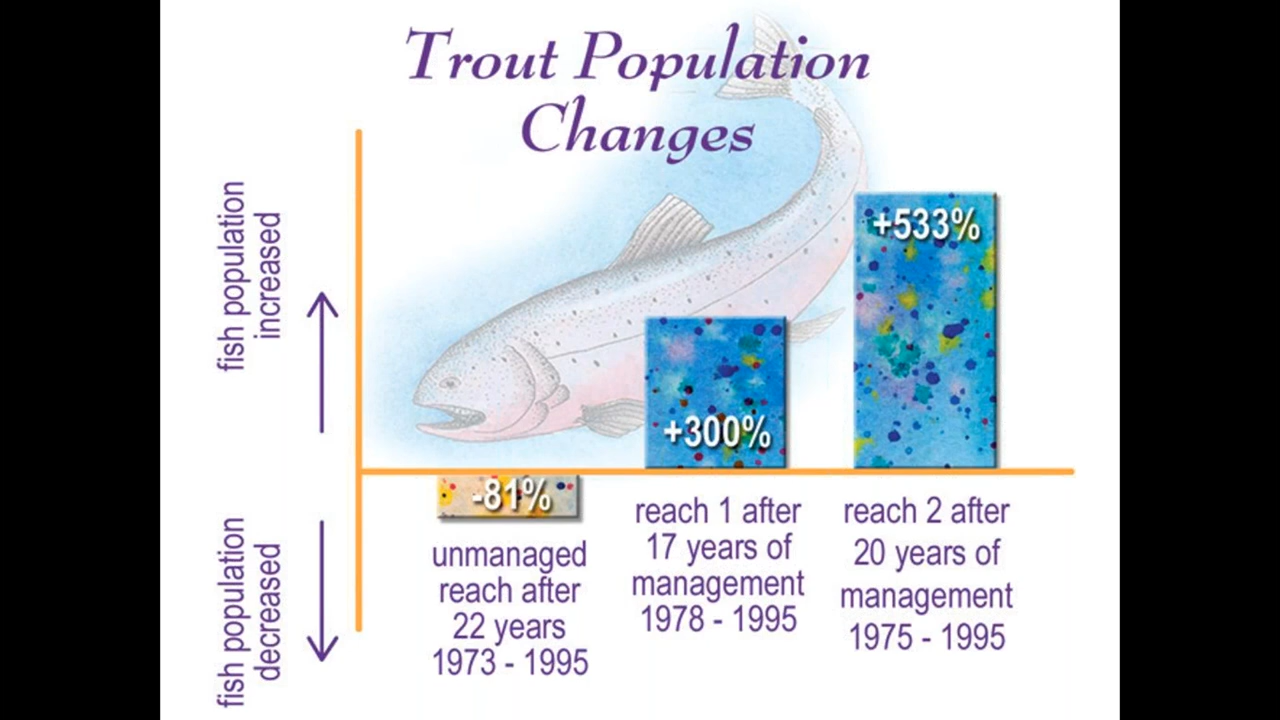 Trout Population
Changes
fish population
increased
fish population
decreased
-81%
+300%
+533%
unmanaged
reach after
22 years
1973 - 1995
reach 1 after
17 years of
management
1978 - 1995
reach 2 after
20 years of
management
1975 - 1995